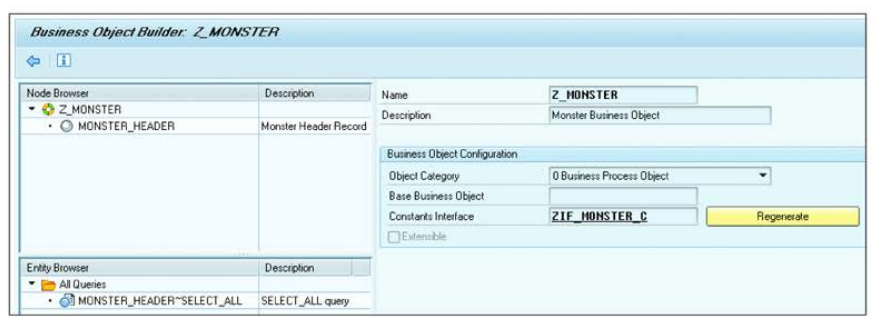 Business Object Builder: Z_MONSTER
Node Browser
Description
Z_MONSTER
MONSTER_HEADER
Monster Header Record
Entity Browser
Description
All Queries
MONSTER_HEADER~SELECT_ALL
SELECT_ALL query
Name
Z_MONSTER
Description
Monster Business Object
Business Object Configuration
Object Category
0 Business Process Object
Base Business Object
Constants Interface
ZIF_MONSTER_C
Regenerate
Extensible